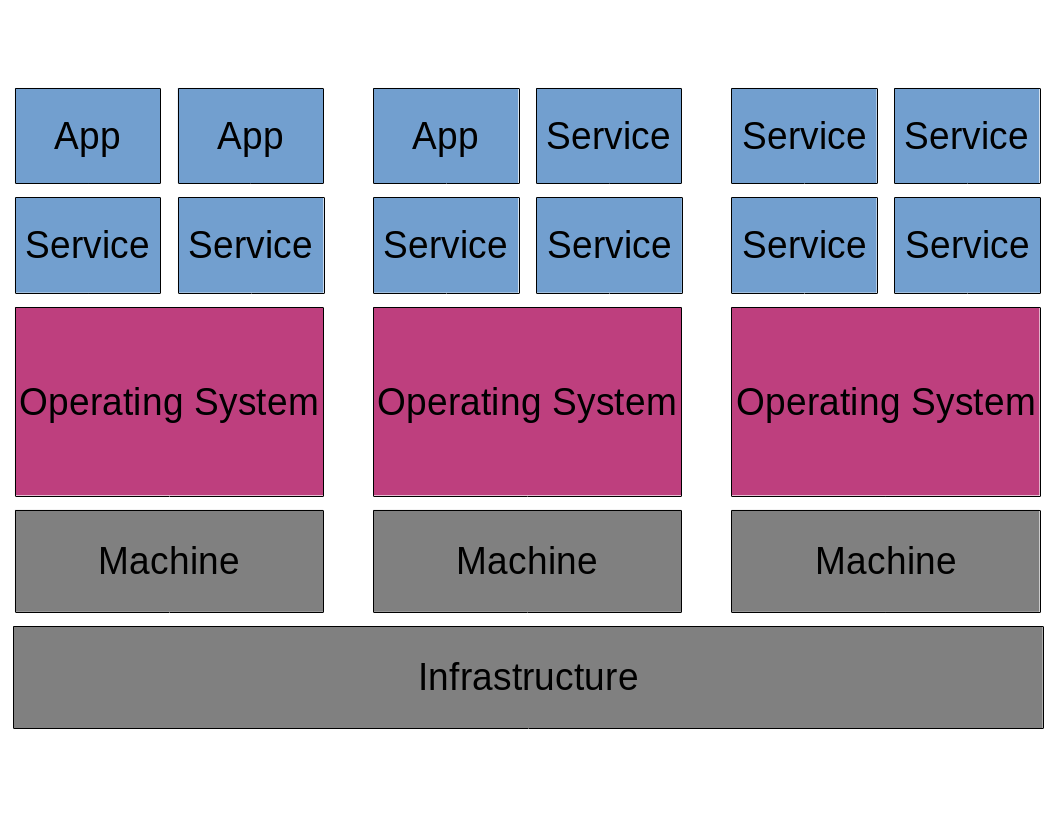 App App App Service Service Service
Service Service Service Service Service Service
Operating System Operating System Operating System
Machine Machine Machine
Infrastructure